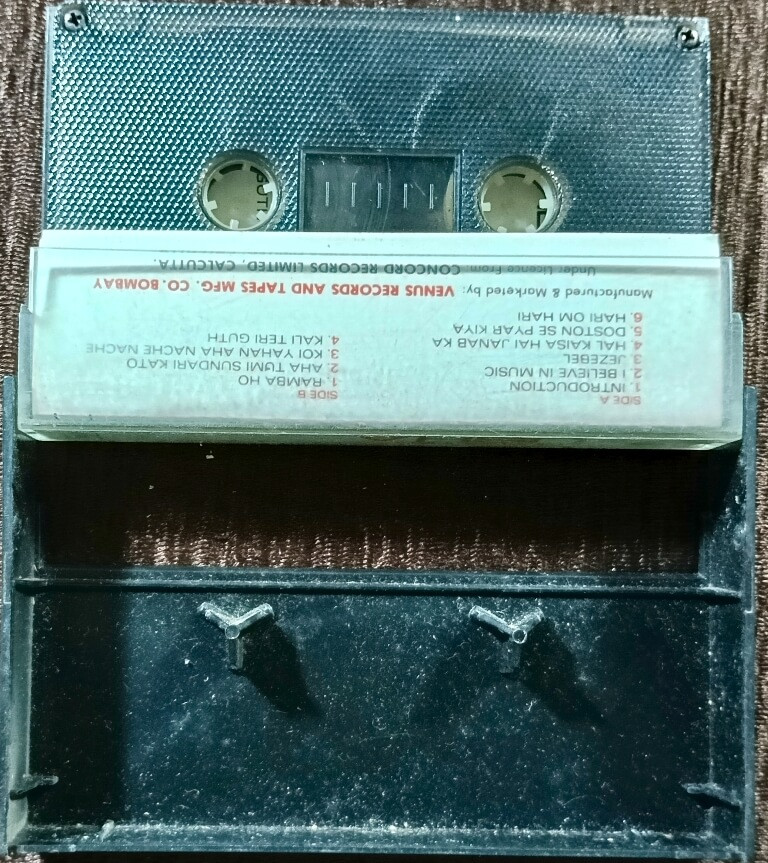 SIDE A
1. INTRODUCTION
2. I BELIEVE IN MUSIC
3. JEZEBEL
4. HAL KAISA HAI JANAB KA
5. DOSTON SE PYAR KIYA
6. HARI OM HARI
SIDE B
1. RAMBA HO
2. AHA TUMI SUNDARI KATO
3. KOI YAHAN AHA NACHE NACHE
4. KALI TERI GUTH
Manufactured & Marketed by: VENUS RECORDS AND TAPES MFG. CO. BOMBAY
Under Licence From: CONCORD RECORDS LIMITED, CALCUTTA.